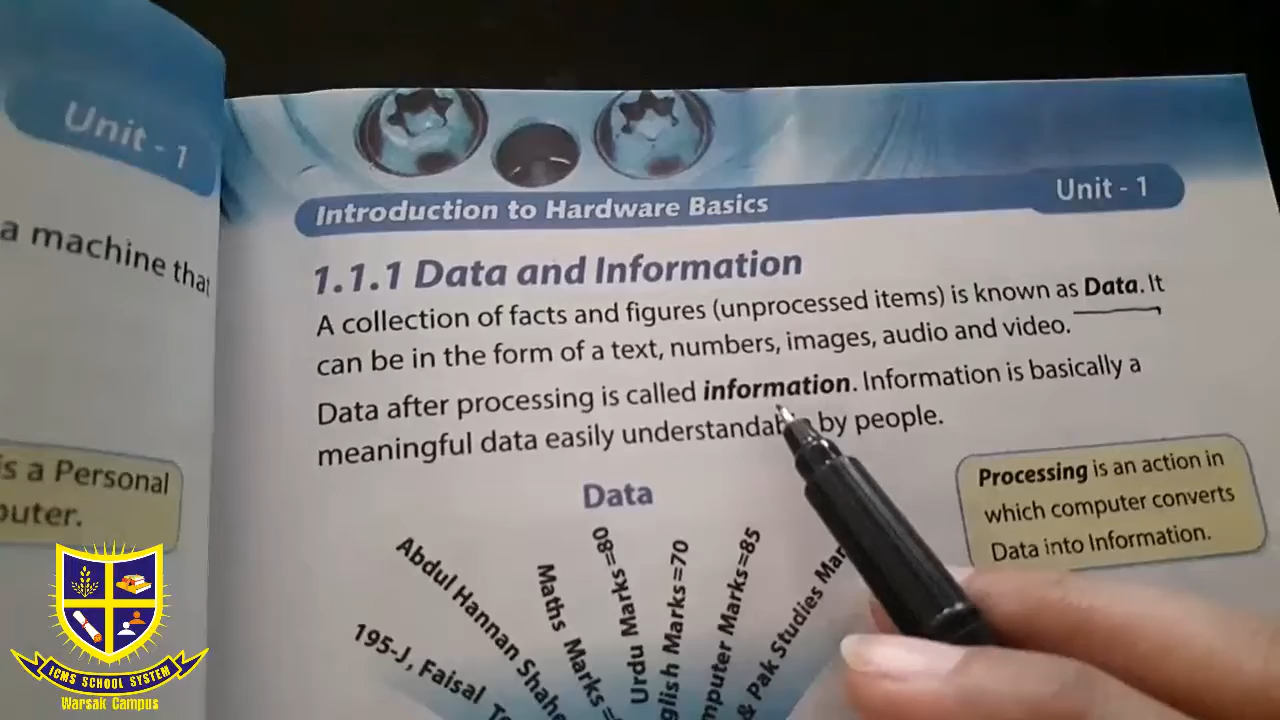 Unit - 1
a machine that
s a Personal
puter.
Introduction to Hardware Basics
Unit - 1
1.1.1 Data and Information
A collection of facts and figures (unprocessed items) is known as Data. It
can be in the form of a text, numbers, images, audio and video.
Data after processing is called information. Information is basically a
meaningful data easily understandab by people.
Processing is an action in
which computer converts
Data into Information.
Data
195-J, Faisal
Abdul Hannan Shahe
Maths Marks =
Urdu Marks =80
glish Marks=70
mputer Marks=85
& Pak Studies Mar
ICMS SCHOOL SYSTEM
Warsak Campus